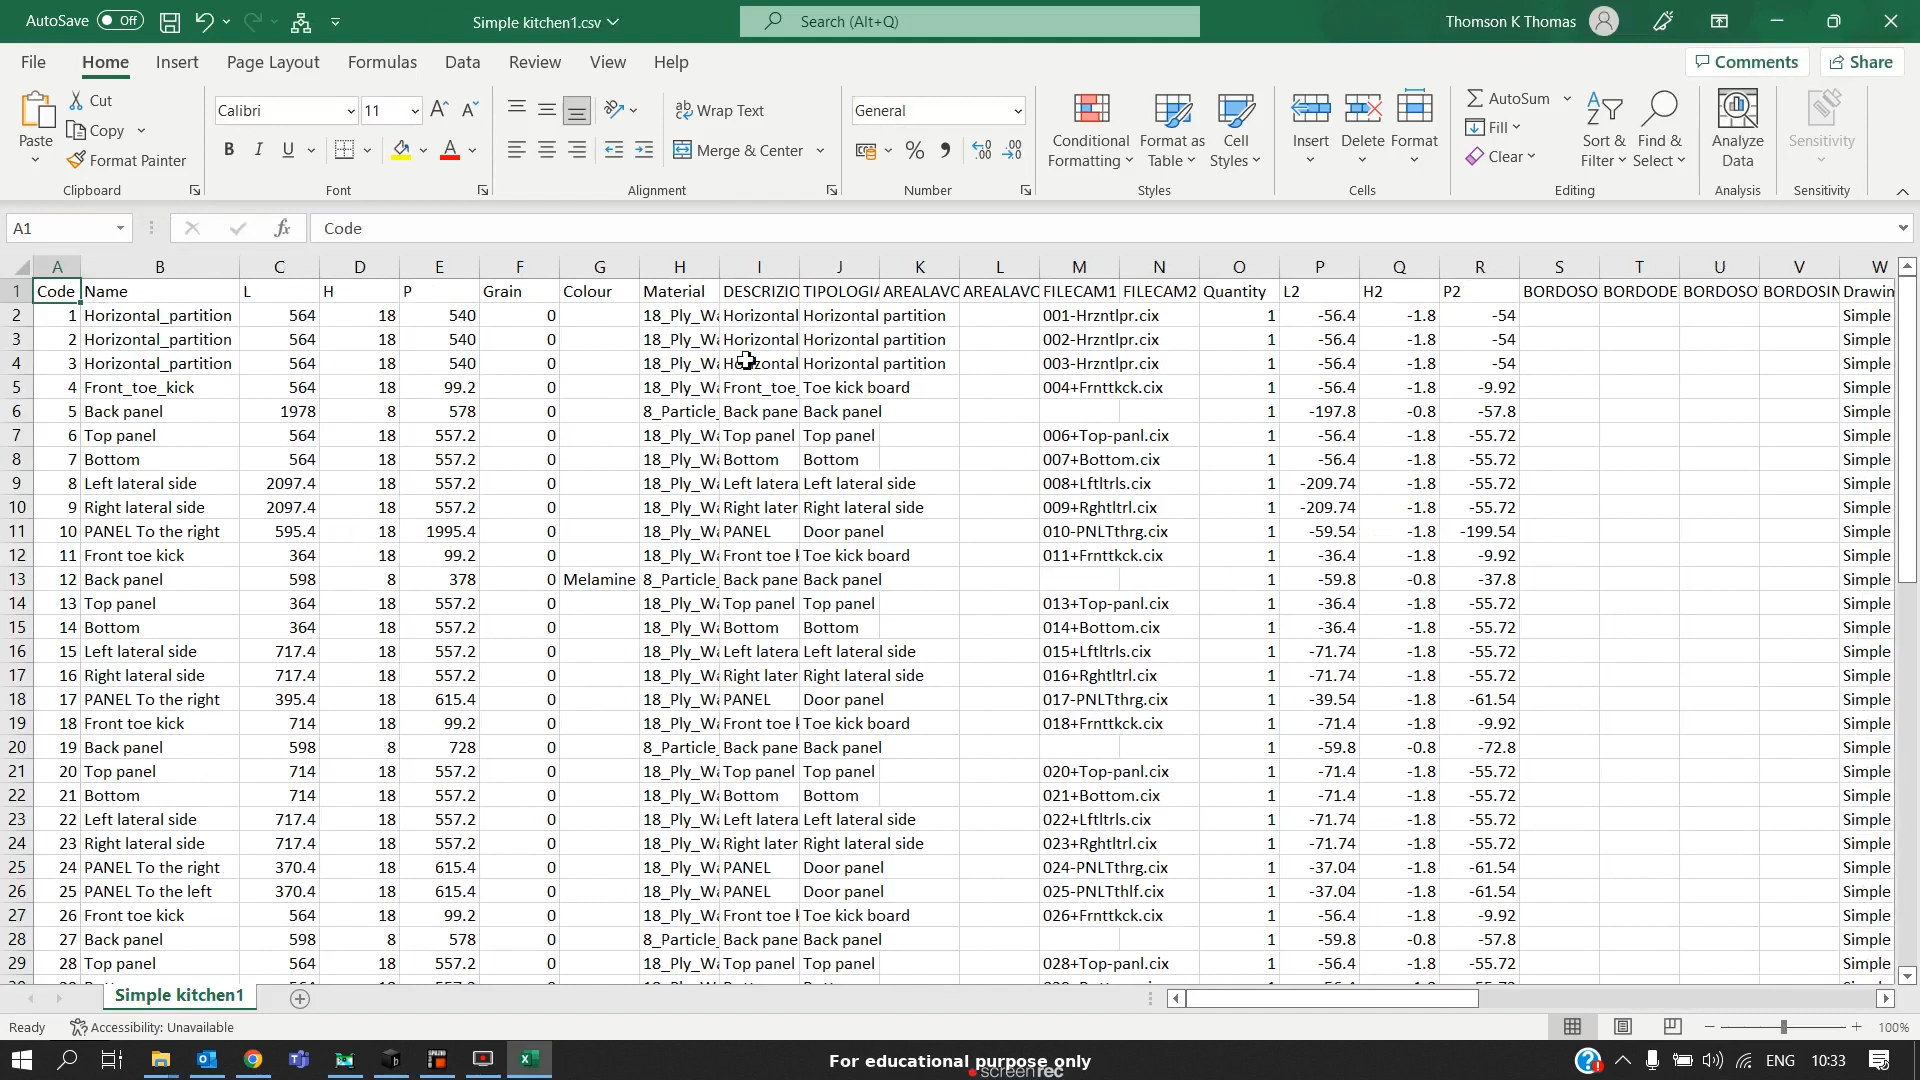 AutoSave Off Simple kitchen1.csv Search (Alt+Q) Thomson K Thomas
File Home Insert Page Layout Formulas Data Review View Help Comments Share
Paste Cut Copy Format Painter Clipboard
Calibri 11 B I U A Font
Wrap Text Merge & Center Alignment
General % Number
Conditional Formatting Format as Table Cell Styles Styles
Insert Delete Format Cells
AutoSum Fill Clear Sort & Filter Find & Select Editing
Analyze Data Analysis
Sensitivity Sensitivity
A1 fx Code
A B C D E F G H I J K L M N O P Q R S T U V W
1 Code Name L H P Grain Colour Material DESCRIZIO TIPOLOGIA AREALAVO AREALAVO FILECAM1 FILECAM2 Quantity L2 H2 P2 BORDOSO BORDODE BORDOSO BORDOSIN Drawin
2 1 Horizontal_partition 564 18 540 0 18_Ply_Wa Horizontal Horizontal partition 001-Hrzntlpr.cix 1 -56.4 -1.8 -54 Simple
3 2 Horizontal_partition 564 18 540 0 18_Ply_Wa Horizontal Horizontal partition 002-Hrzntlpr.cix 1 -56.4 -1.8 -54 Simple
4 3 Horizontal_partition 564 18 540 0 18_Ply_Wa Horizontal Horizontal partition 003-Hrzntlpr.cix 1 -56.4 -1.8 -54 Simple
5 4 Front_toe_kick 564 18 99.2 0 18_Ply_Wa Front_toe_ Toe kick board 004+Frnttkck.cix 1 -56.4 -1.8 -9.92 Simple
6 5 Back panel 1978 8 578 0 8_Particle_ Back pane Back panel 1 -197.8 -0.8 -57.8 Simple
7 6 Top panel 564 18 557.2 0 18_Ply_Wa Top panel Top panel 006+Top-panl.cix 1 -56.4 -1.8 -55.72 Simple
8 7 Bottom 564 18 557.2 0 18_Ply_Wa Bottom Bottom 007+Bottom.cix 1 -56.4 -1.8 -55.72 Simple
9 8 Left lateral side 2097.4 18 557.2 0 18_Ply_Wa Left latera Left lateral side 008+Lftltrls.cix 1 -209.74 -1.8 -55.72 Simple
10 9 Right lateral side 2097.4 18 557.2 0 18_Ply_Wa Right later Right lateral side 009+Rghtltrl.cix 1 -209.74 -1.8 -55.72 Simple
11 10 PANEL To the right 595.4 18 1995.4 0 18_Ply_Wa PANEL Door panel 010-PNLTthrg.cix 1 -59.54 -1.8 -199.54 Simple
12 11 Front toe kick 364 18 99.2 0 18_Ply_Wa Front toe k Toe kick board 011+Frnttkck.cix 1 -36.4 -1.8 -9.92 Simple
13 12 Back panel 598 8 378 0 Melamine 8_Particle_ Back pane Back panel 1 -59.8 -0.8 -37.8 Simple
14 13 Top panel 364 18 557.2 0 18_Ply_Wa Top panel Top panel 013+Top-panl.cix 1 -36.4 -1.8 -55.72 Simple
15 14 Bottom 364 18 557.2 0 18_Ply_Wa Bottom Bottom 014+Bottom.cix 1 -36.4 -1.8 -55.72 Simple
16 15 Left lateral side 717.4 18 557.2 0 18_Ply_Wa Left latera Left lateral side 015+Lftltrls.cix 1 -71.74 -1.8 -55.72 Simple
17 16 Right lateral side 717.4 18 557.2 0 18_Ply_Wa Right later Right lateral side 016+Rghtltrl.cix 1 -71.74 -1.8 -55.72 Simple
18 17 PANEL To the right 395.4 18 615.4 0 18_Ply_Wa PANEL Door panel 017-PNLTthrg.cix 1 -39.54 -1.8 -61.54 Simple
19 18 Front toe kick 714 18 99.2 0 18_Ply_Wa Front toe k Toe kick board 018+Frnttkck.cix 1 -71.4 -1.8 -9.92 Simple
20 19 Back panel 598 8 728 0 8_Particle_ Back pane Back panel 1 -59.8 -0.8 -72.8 Simple
21 20 Top panel 714 18 557.2 0 18_Ply_Wa Top panel Top panel 020+Top-panl.cix 1 -71.4 -1.8 -55.72 Simple
22 21 Bottom 714 18 557.2 0 18_Ply_Wa Bottom Bottom 021+Bottom.cix 1 -71.4 -1.8 -55.72 Simple
23 22 Left lateral side 717.4 18 557.2 0 18_Ply_Wa Left latera Left lateral side 022+Lftltrls.cix 1 -71.74 -1.8 -55.72 Simple
24 23 Right lateral side 717.4 18 557.2 0 18_Ply_Wa Right later Right lateral side 023+Rghtltrl.cix 1 -71.74 -1.8 -55.72 Simple
25 24 PANEL To the right 370.4 18 615.4 0 18_Ply_Wa PANEL Door panel 024-PNLTthrg.cix 1 -37.04 -1.8 -61.54 Simple
26 25 PANEL To the left 370.4 18 615.4 0 18_Ply_Wa PANEL Door panel 025-PNLTthlf.cix 1 -37.04 -1.8 -61.54 Simple
27 26 Front toe kick 564 18 99.2 0 18_Ply_Wa Front toe k Toe kick board 026+Frnttkck.cix 1 -56.4 -1.8 -9.92 Simple
28 27 Back panel 598 8 578 0 8_Particle_ Back pane Back panel 1 -59.8 -0.8 -57.8 Simple
29 28 Top panel 564 18 557.2 0 18_Ply_Wa Top panel Top panel 028+Top-panl.cix 1 -56.4 -1.8 -55.72 Simple
Simple kitchen1
Ready Accessibility: Unavailable 100%
For educational purpose only
screenrec
ENG 10:33